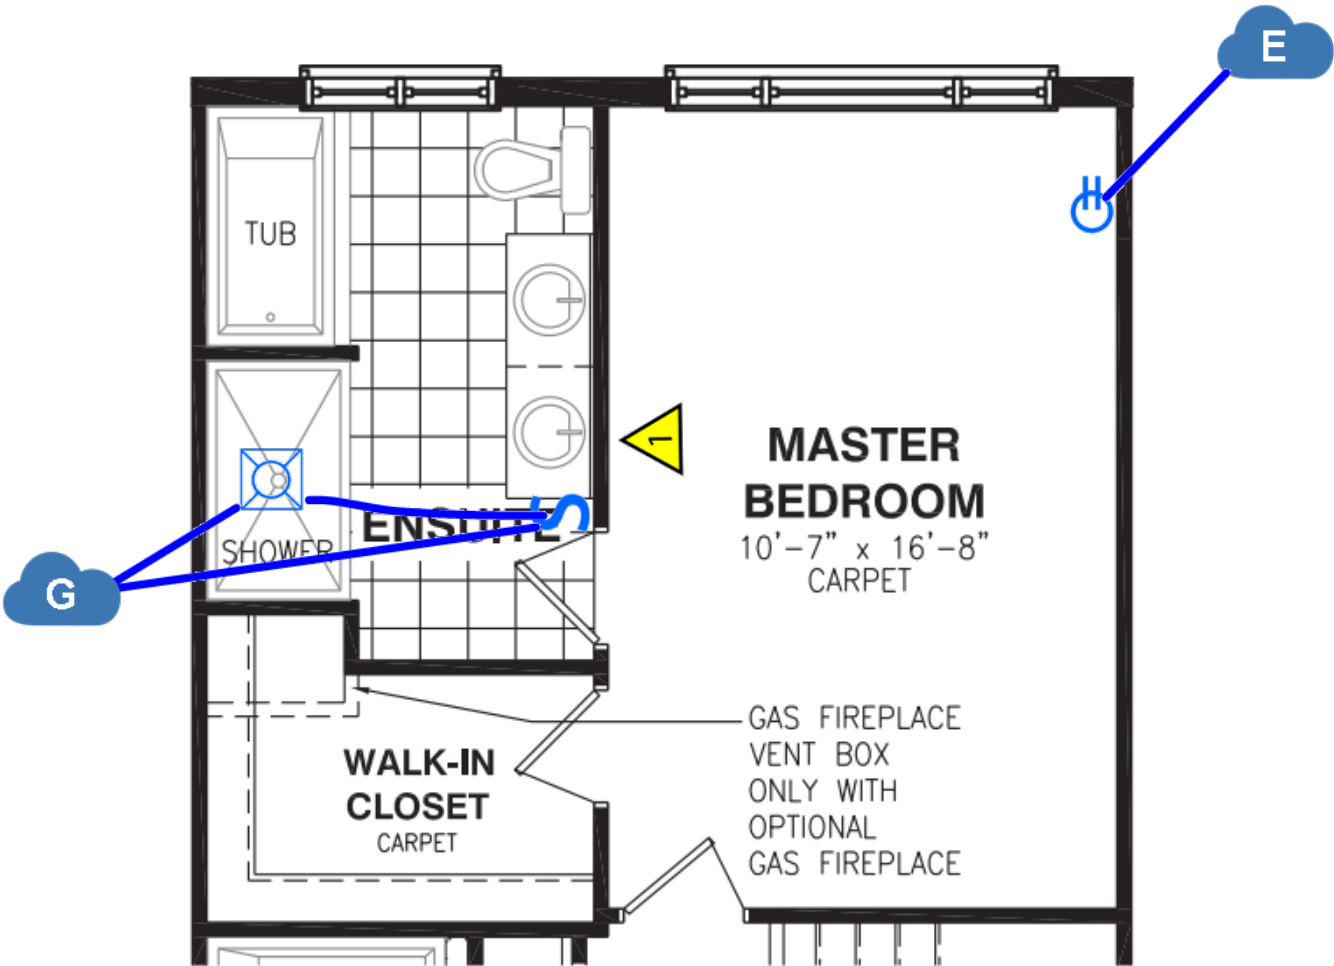 E
TUB
1
MASTER
BEDROOM
10'-7" x 16'-8"
CARPET
ENSUITE
SHOWER
G
GAS FIREPLACE
VENT BOX
ONLY WITH
OPTIONAL
GAS FIREPLACE
WALK-IN
CLOSET
CARPET